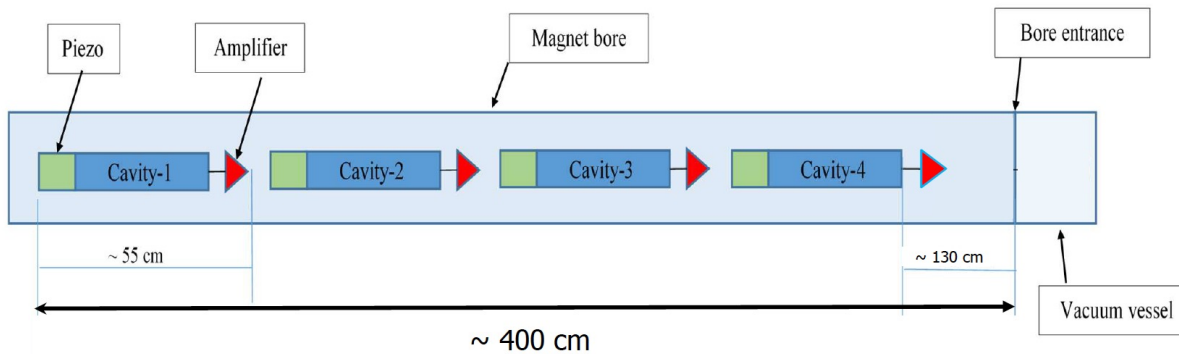 Piezo
Amplifier
Magnet bore
Bore entrance
Cavity-1
Cavity-2
Cavity-3
Cavity-4
~ 55 cm
~ 130 cm
~ 400 cm
Vacuum vessel